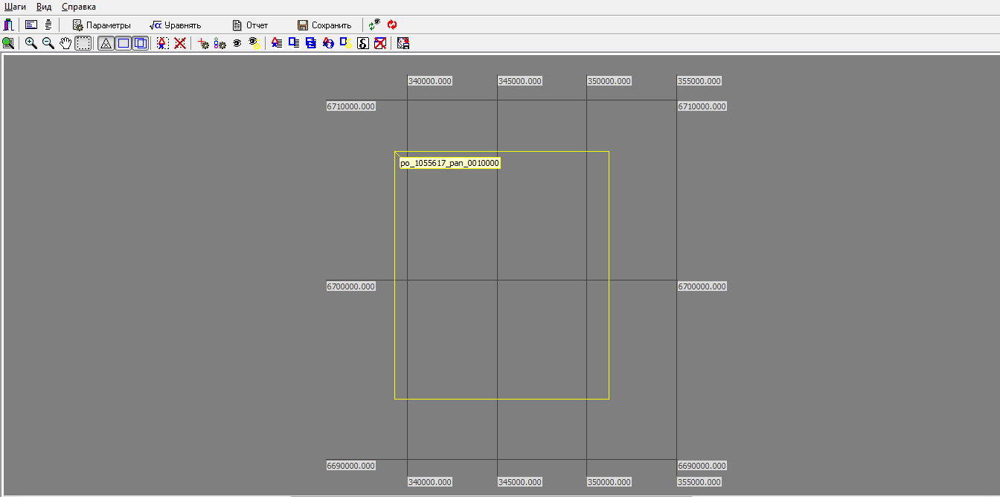 Шаги Вид Справка
Параметры √α Уравнять Отчет Сохранить
δ
340000.000 345000.000 350000.000 355000.000
6710000.000 6710000.000
po_1055617_pan_0010000
6700000.000 6700000.000
6690000.000 6690000.000
340000.000 345000.000 350000.000 355000.000